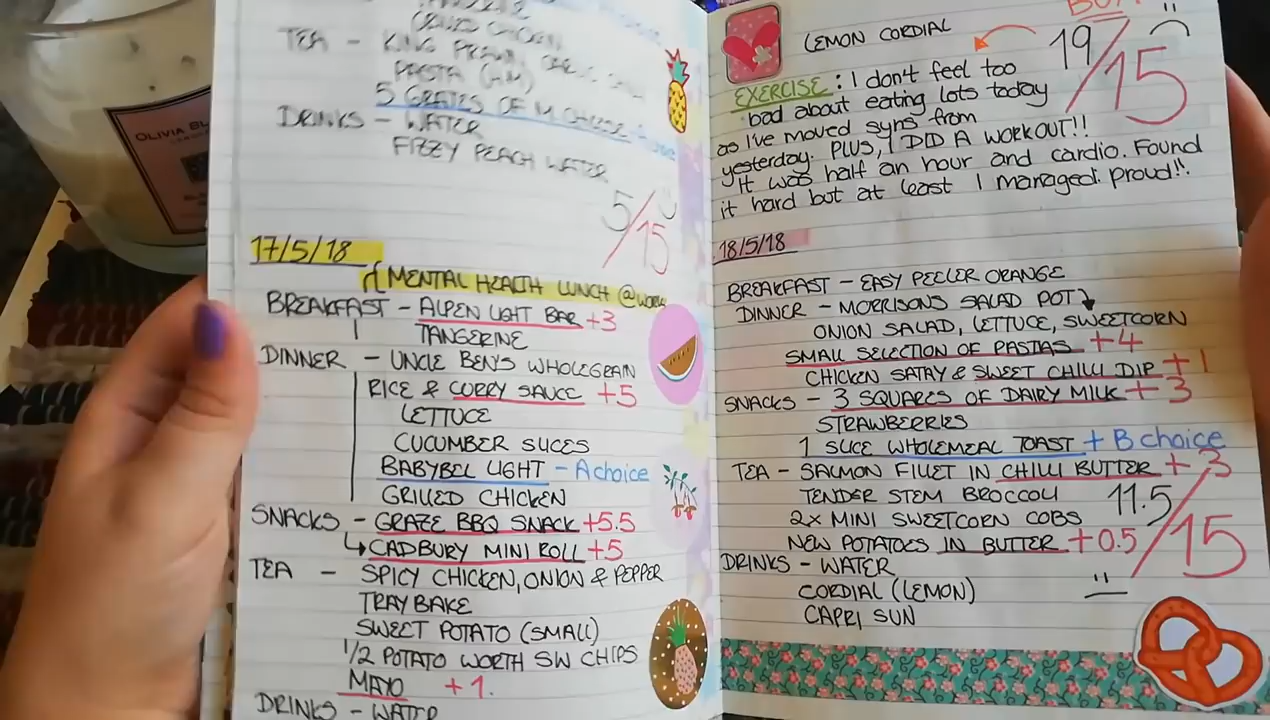 OLIVIA BL
TEA - KING PRAWN, GARLIC
PASTA (HM)
5 GRATES OF M. CHEESE
DRINKS - WATER
FIZZY PEACH WATER
5/15
17/5/18
MENTAL HEALTH LUNCH @WORK
BREAKFAST - ALPEN LIGHT BAR +3
TANGERINE
DINNER - UNCLE BEN'S WHOLEGRAIN
RICE & CURRY SAUCE +5
LETTUCE
CUCUMBER SLICES
BABYBEL LIGHT - A choice
GRILLED CHICKEN
SNACKS - GRAZE BBQ SNACK +5.5
↳ CADBURY MINI ROLL +5
TEA - SPICY CHICKEN, ONION & PEPPER
TRAY BAKE
SWEET POTATO (SMALL)
1/2 POTATO WORTH SW CHIPS
MAYO +1.
DRINKS - WATER
LEMON CORDIAL
19/15
EXERCISE : I don't feel too
bad about eating lots today
as I've moved syns from
yesterday. PLUS, I DID A WORKOUT!!
It was half an hour and cardio. Found
it hard but at least I managed. Proud!!
18/5/18
BREAKFAST - EASY PEELER ORANGE
DINNER - MORRISONS SALAD POT
ONION SALAD, LETTUCE, SWEETCORN
SMALL SELECTION OF PASTAS +4
CHICKEN SATAY & SWEET CHILLI DIP +1
SNACKS - 3 SQUARES OF DAIRY MILK +3
STRAWBERRIES
1 SLICE WHOLEMEAL TOAST + B choice
TEA - SALMON FILLET IN CHILLI BUTTER +3
TENDER STEM BROCCOLI
2x MINI SWEETCORN COBS
NEW POTATOES IN BUTTER +0.5
11.5/15
DRINKS - WATER
CORDIAL (LEMON)
CAPRI SUN